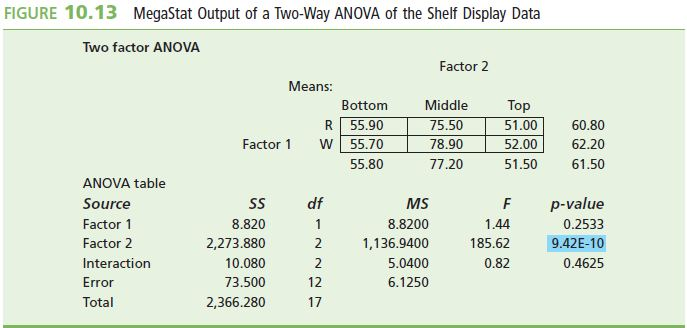 FIGURE 10.13 MegaStat Output of a Two-Way ANOVA of the Shelf Display Data
Two factor ANOVA
Factor 2
Means:
Bottom Middle Top
R 55.90 75.50 51.00 60.80
Factor 1 W 55.70 78.90 52.00 62.20
55.80 77.20 51.50 61.50
ANOVA table
Source SS df MS F p-value
Factor 1 8.820 1 8.8200 1.44 0.2533
Factor 2 2,273.880 2 1,136.9400 185.62 9.42E-10
Interaction 10.080 2 5.0400 0.82 0.4625
Error 73.500 12 6.1250
Total 2,366.280 17